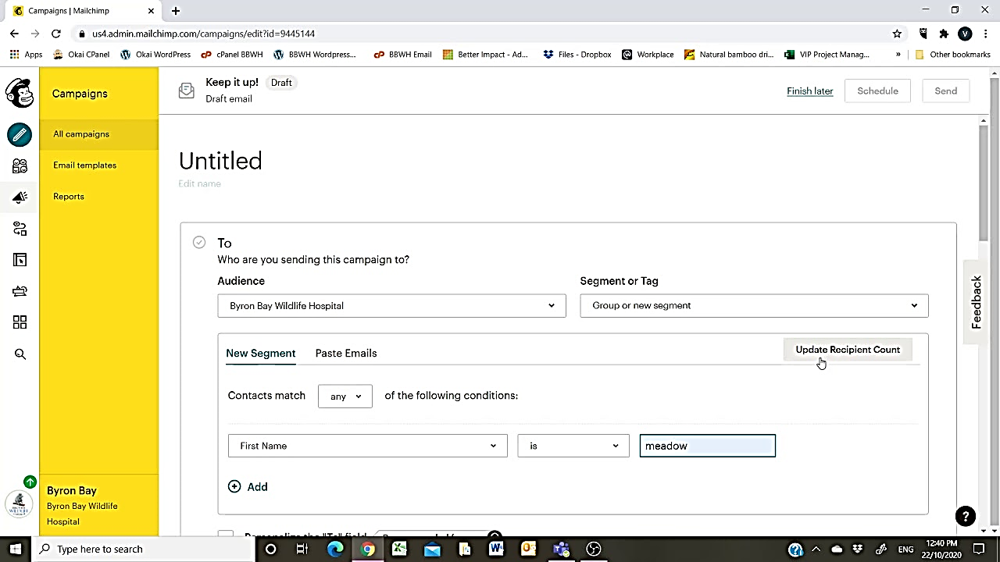 Campaigns | Mailchimp
us4.admin.mailchimp.com/campaigns/edit?id=9445144
V
Apps
Okai CPanel
Okai WordPress
cPanel BBWH
BBWH Wordpress...
BBWH Email
Better Impact - Ad...
Files - Dropbox
Workplace
Natural bamboo dri...
VIP Project Manag...
»
Other bookmarks
Campaigns
All campaigns
Email templates
Reports
Byron Bay
Byron Bay Wildlife
Hospital
Keep it up!
Draft
Draft email
Finish later
Schedule
Send
Untitled
Edit name
To
Who are you sending this campaign to?
Audience
Segment or Tag
Byron Bay Wildlife Hospital
Group or new segment
New Segment
Paste Emails
Update Recipient Count
Contacts match
any
of the following conditions:
First Name
is
meadow
Add
Personalize the "To" field
Feedback
?
Type here to search
ENG
12:40 PM
22/10/2020